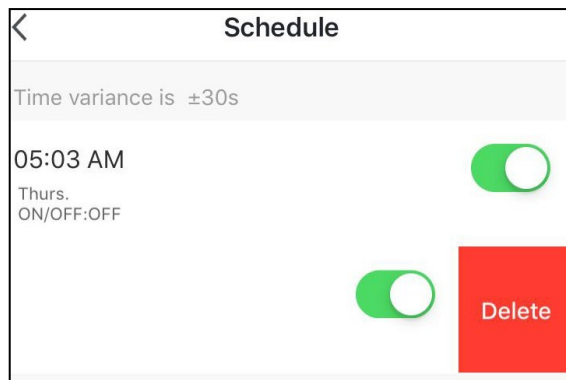 Schedule
Time variance is ±30s
05:03 AM
Thurs.
ON/OFF:OFF
Delete